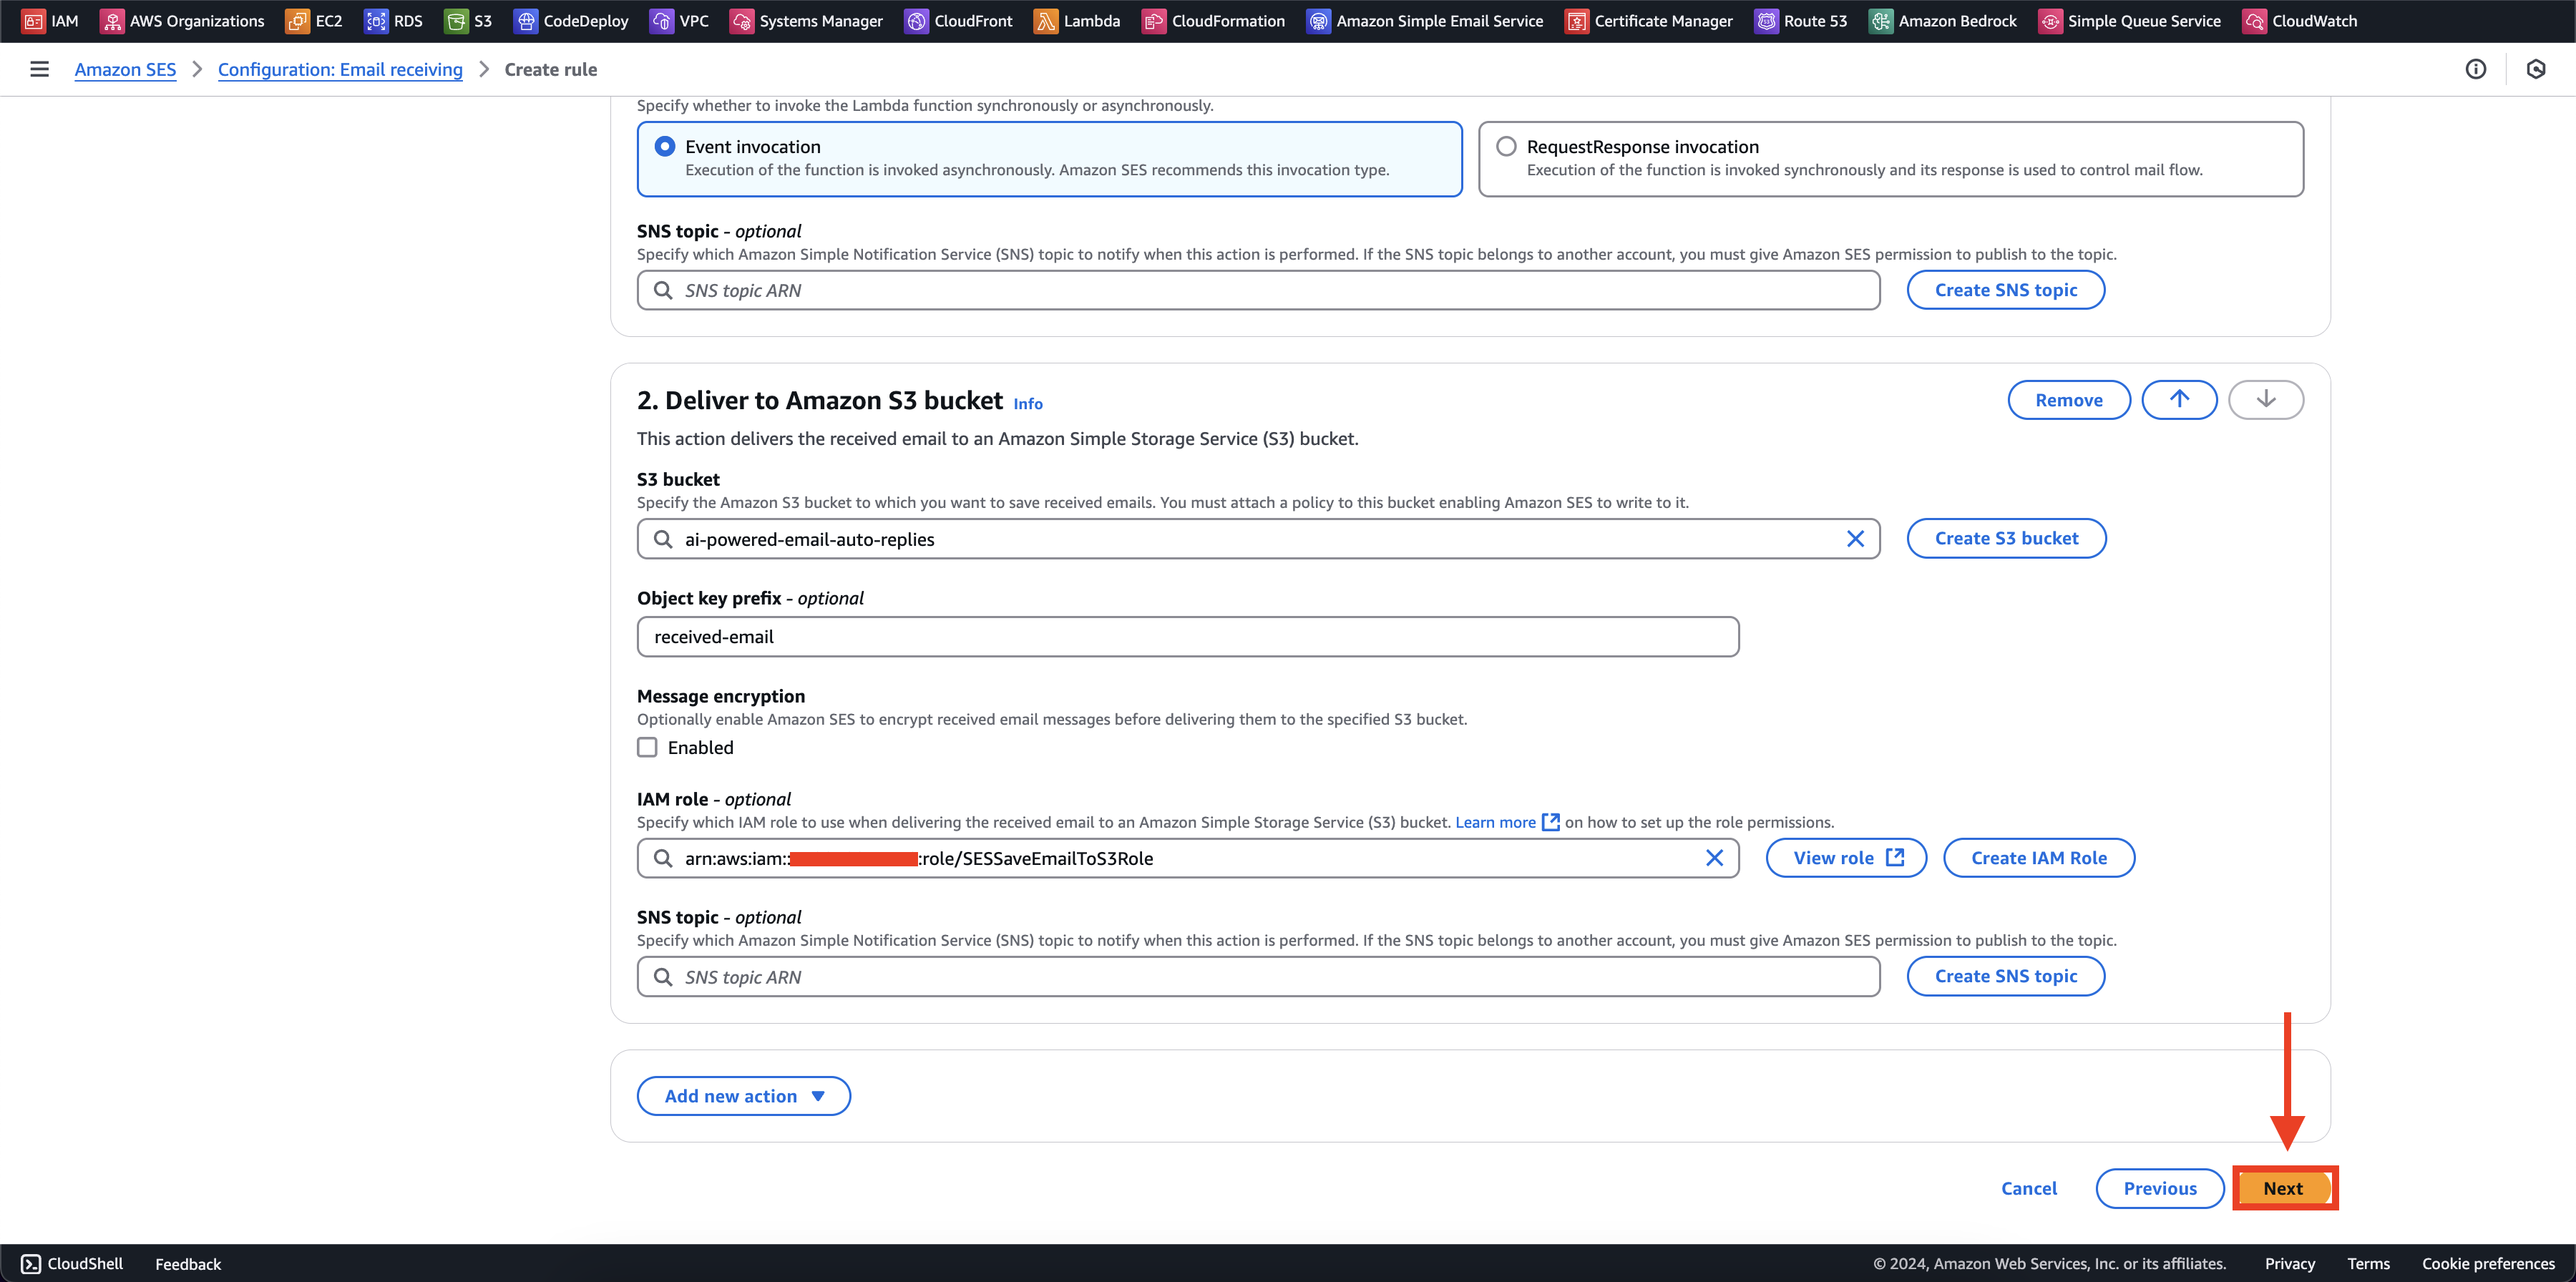 IAM AWS Organizations EC2 RDS S3 CodeDeploy VPC Systems Manager CloudFront Lambda CloudFormation Amazon Simple Email Service Certificate Manager Route 53 Amazon Bedrock Simple Queue Service CloudWatch
Amazon SES > Configuration: Email receiving > Create rule
Specify whether to invoke the Lambda function synchronously or asynchronously.
Event invocation
Execution of the function is invoked asynchronously. Amazon SES recommends this invocation type.
RequestResponse invocation
Execution of the function is invoked synchronously and its response is used to control mail flow.
SNS topic - optional
Specify which Amazon Simple Notification Service (SNS) topic to notify when this action is performed. If the SNS topic belongs to another account, you must give Amazon SES permission to publish to the topic.
SNS topic ARN
Create SNS topic
2. Deliver to Amazon S3 bucket Info
Remove
This action delivers the received email to an Amazon Simple Storage Service (S3) bucket.
S3 bucket
Specify the Amazon S3 bucket to which you want to save received emails. You must attach a policy to this bucket enabling Amazon SES to write to it.
ai-powered-email-auto-replies
Create S3 bucket
Object key prefix - optional
received-email
Message encryption
Optionally enable Amazon SES to encrypt received email messages before delivering them to the specified S3 bucket.
Enabled
IAM role - optional
Specify which IAM role to use when delivering the received email to an Amazon Simple Storage Service (S3) bucket. Learn more on how to set up the role permissions.
arn:aws:iam:: :role/SESSaveEmailToS3Role
View role
Create IAM Role
SNS topic - optional
Specify which Amazon Simple Notification Service (SNS) topic to notify when this action is performed. If the SNS topic belongs to another account, you must give Amazon SES permission to publish to the topic.
SNS topic ARN
Create SNS topic
Add new action
Cancel Previous Next
CloudShell Feedback © 2024, Amazon Web Services, Inc. or its affiliates. Privacy Terms Cookie preferences